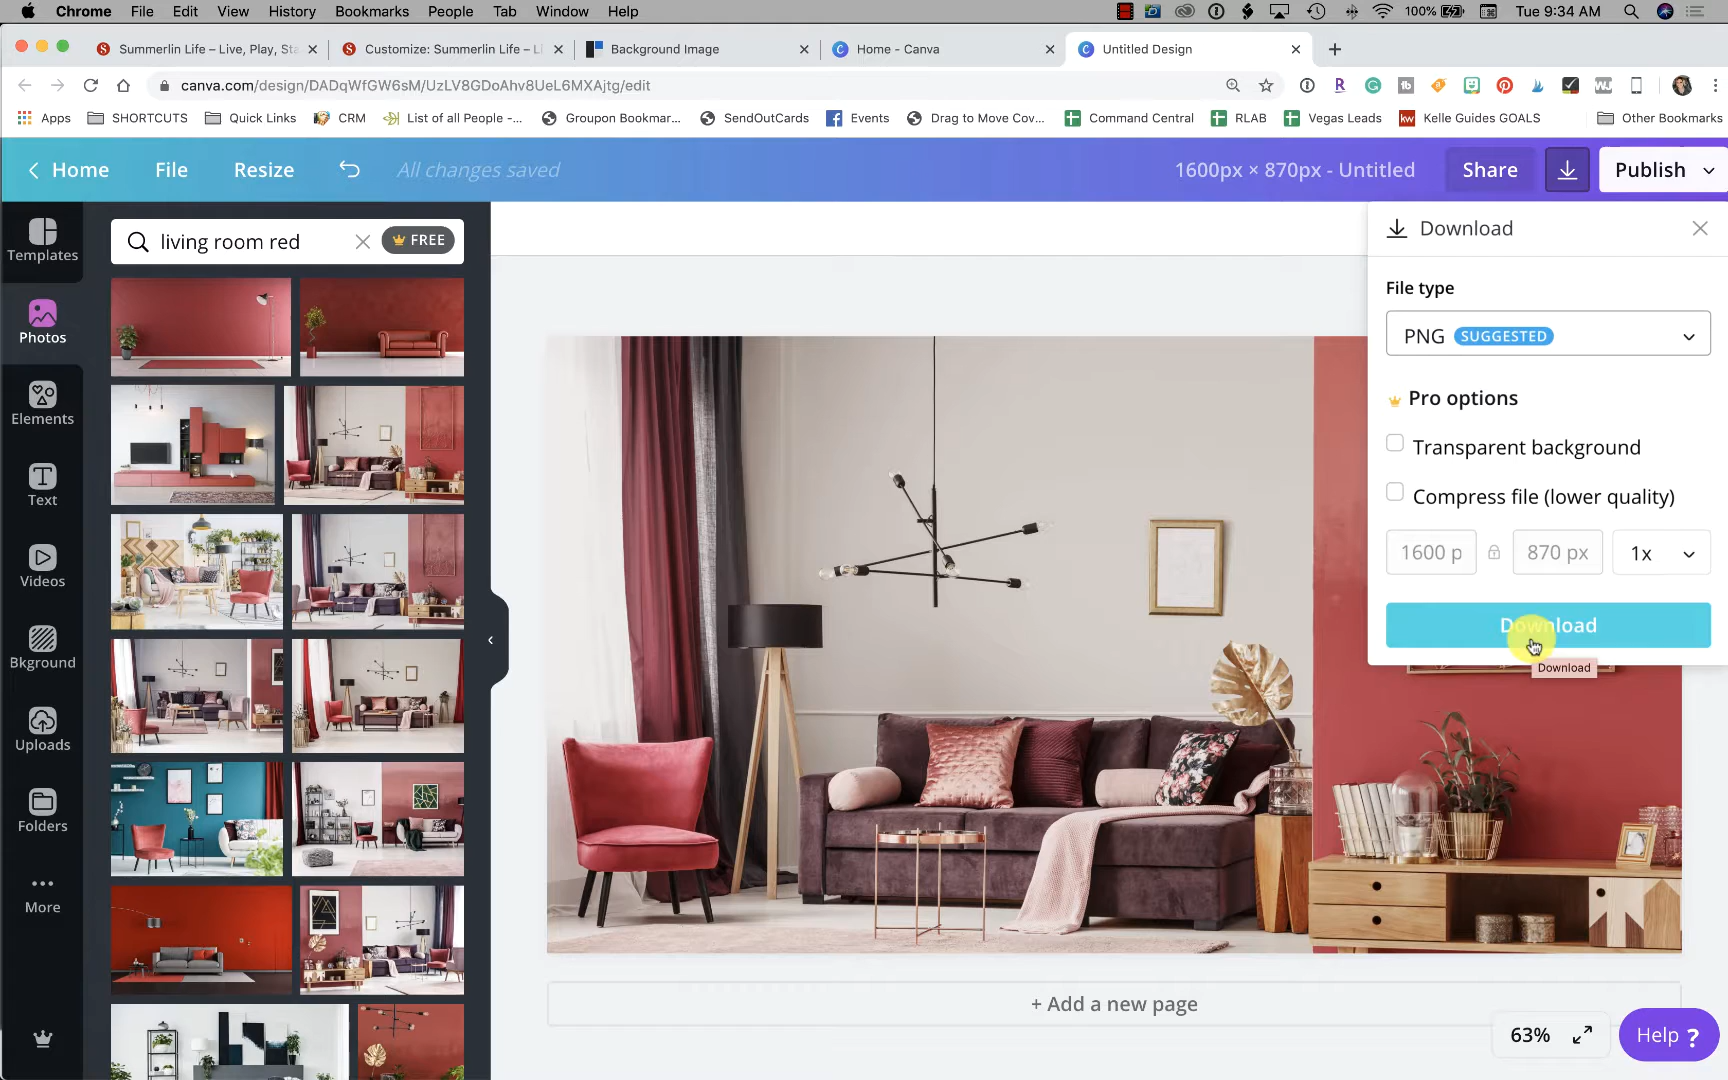 Chrome File Edit View History Bookmarks People Tab Window Help 100% Tue 9:34 AM
Summerlin Life – Live, Play, Sta
Customize: Summerlin Life – Li
Background Image
Home - Canva
Untitled Design
canva.com/design/DADqWfGW6sM/UzLV8GDoAhv8UeL6MXAjtg/edit
Apps SHORTCUTS Quick Links CRM List of all People -... Groupon Bookmar... SendOutCards Events Drag to Move Cov... Command Central RLAB Vegas Leads kw Kelle Guides GOALS Other Bookmarks
Home File Resize All changes saved 1600px × 870px - Untitled Share Publish
Templates
Photos
Elements
Text
Videos
Bkground
Uploads
Folders
More
living room red FREE
Download
File type
PNG SUGGESTED
Pro options
Transparent background
Compress file (lower quality)
1600 p 870 px 1x
Download
Download
+ Add a new page
63% Help ?